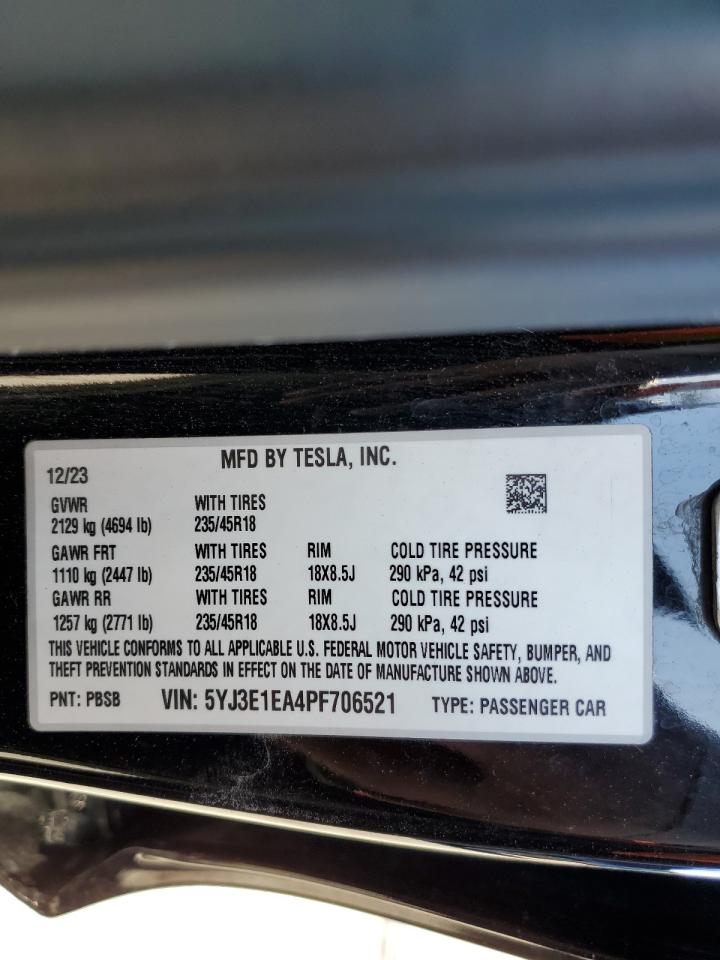 MFD BY TESLA, INC.
12/23
GVWR WITH TIRES
2129 kg (4694 lb) 235/45R18
GAWR FRT WITH TIRES RIM COLD TIRE PRESSURE
1110 kg (2447 lb) 235/45R18 18X8.5J 290 kPa, 42 psi
GAWR RR WITH TIRES RIM COLD TIRE PRESSURE
1257 kg (2771 lb) 235/45R18 18X8.5J 290 kPa, 42 psi
THIS VEHICLE CONFORMS TO ALL APPLICABLE U.S. FEDERAL MOTOR VEHICLE SAFETY, BUMPER, AND
THEFT PREVENTION STANDARDS IN EFFECT ON THE DATE OF MANUFACTURE SHOWN ABOVE.
PNT: PBSB VIN: 5YJ3E1EA4PF706521 TYPE: PASSENGER CAR